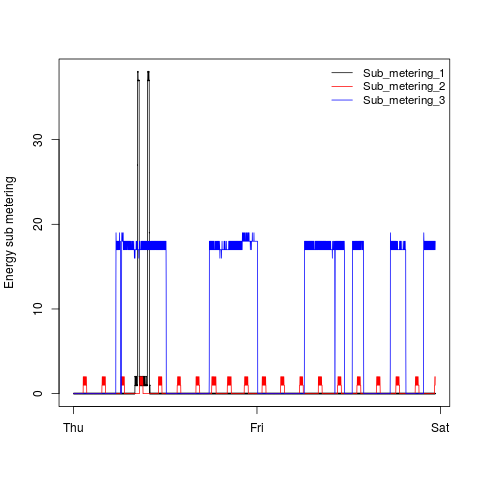 Sub_metering_1
Sub_metering_2
Sub_metering_3
Energy sub metering
30
20
10
0
Thu Fri Sat